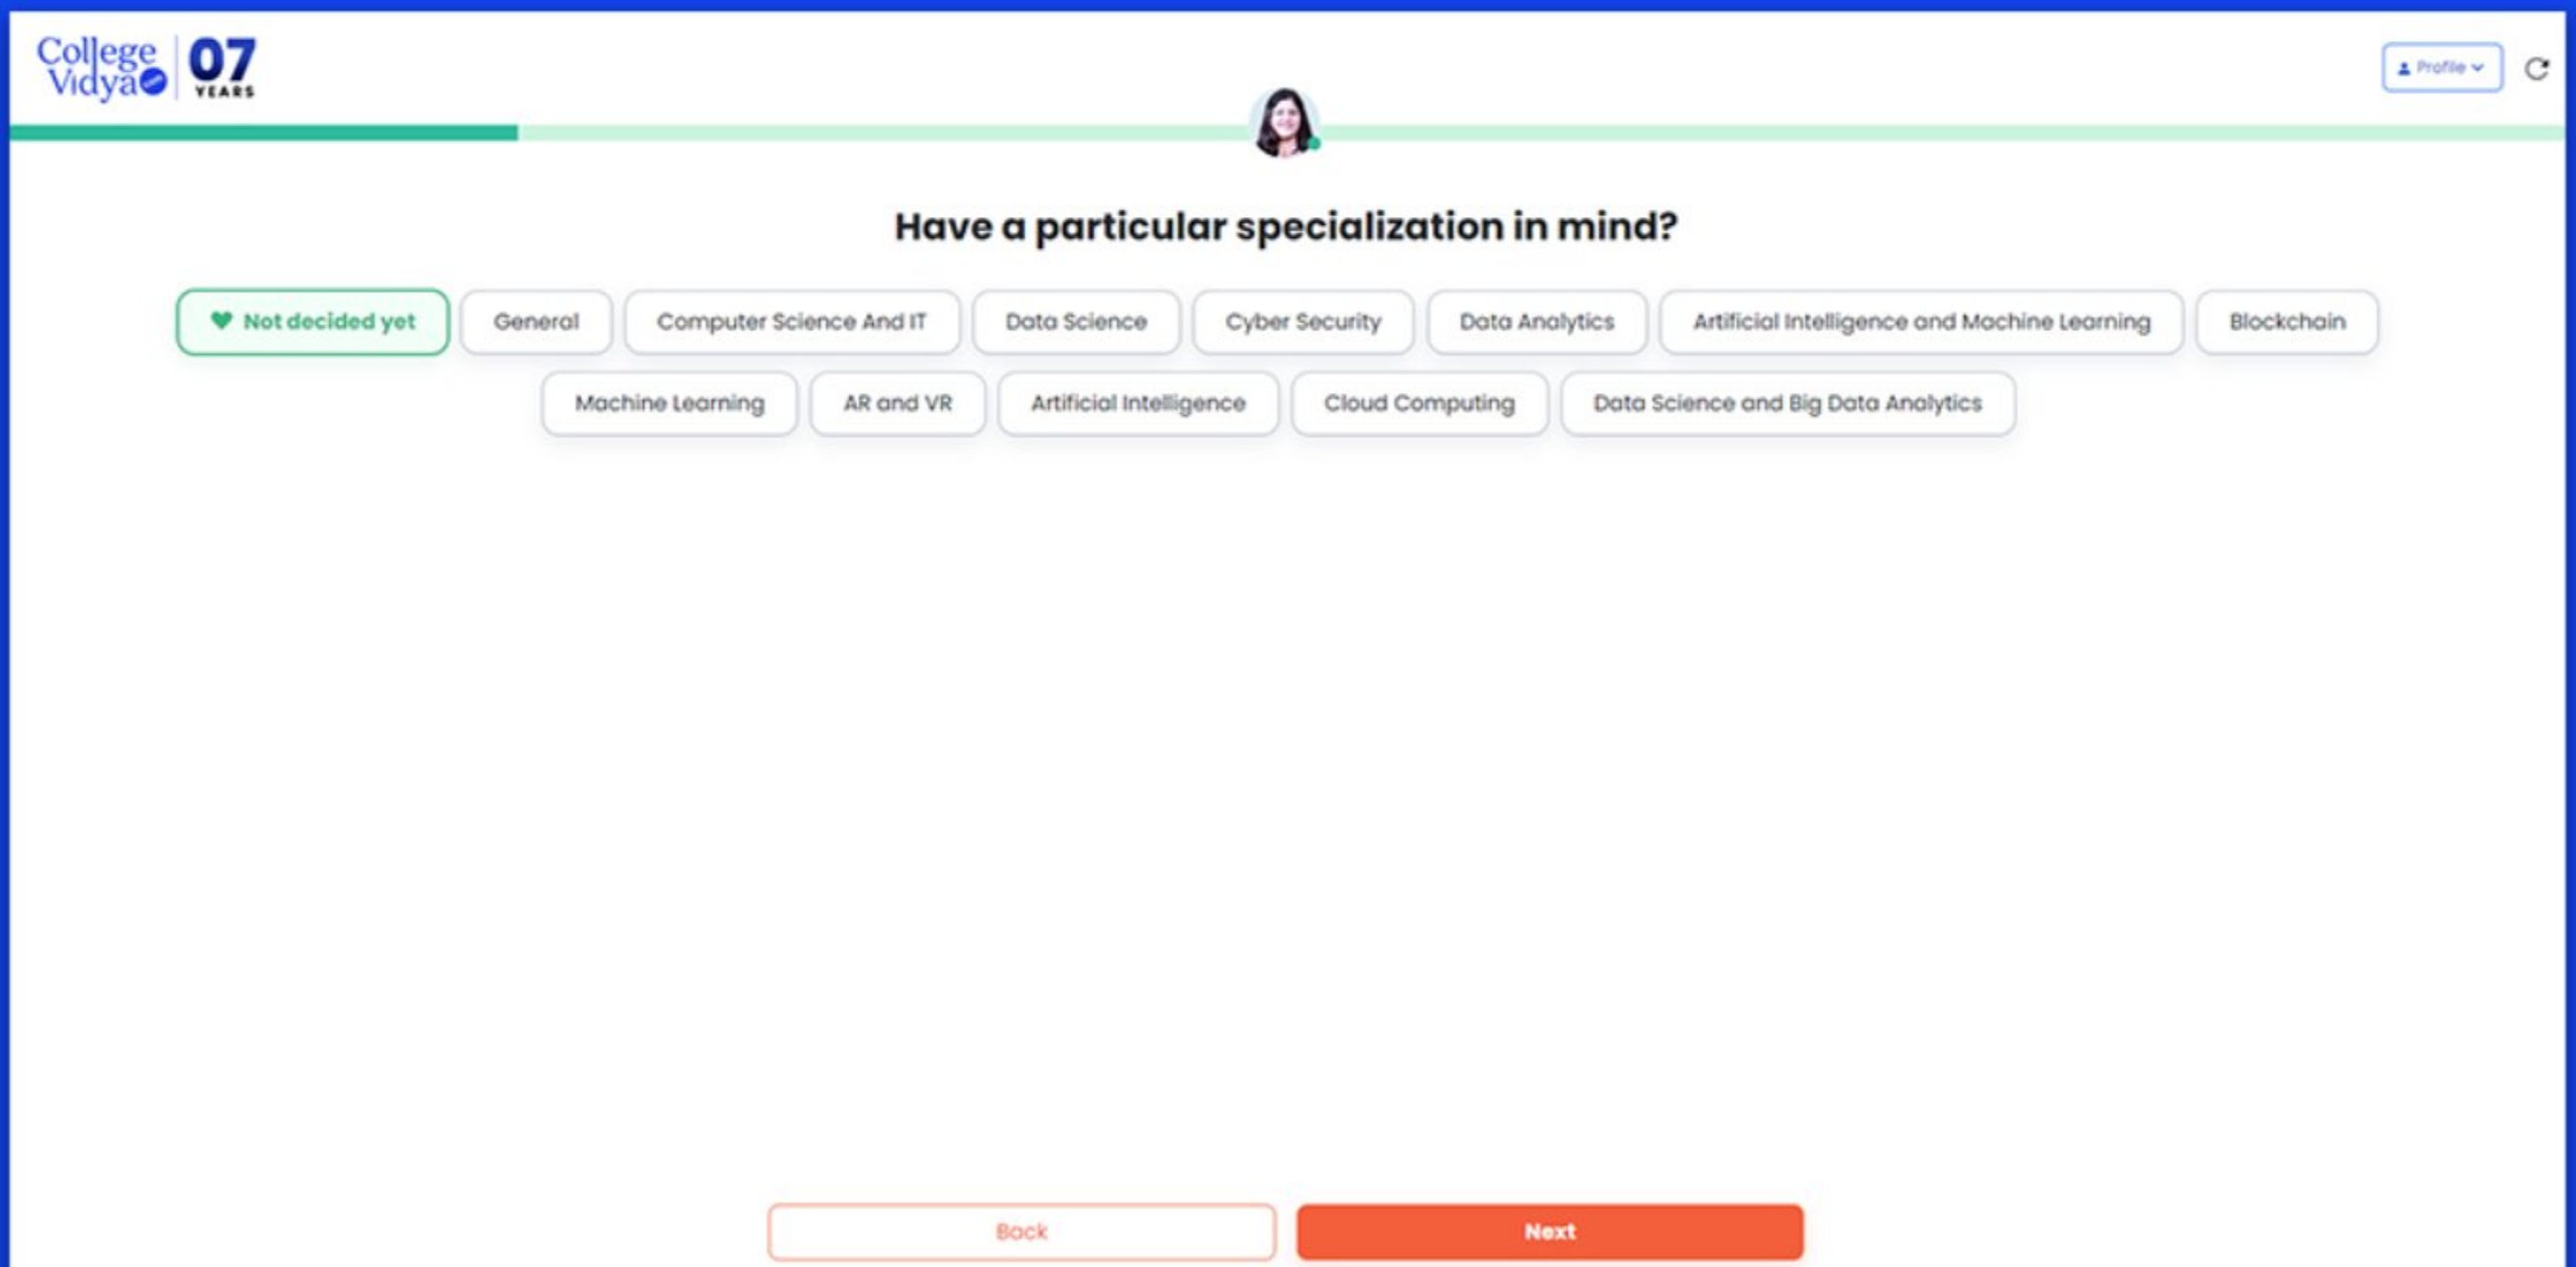 College Vidya 07 YEARS
Profile
Have a particular specialization in mind?
Not decided yet General Computer Science And IT Data Science Cyber Security Data Analytics Artificial Intelligence and Machine Learning Blockchain
Machine Learning AR and VR Artificial Intelligence Cloud Computing Data Science and Big Data Analytics
Back Next